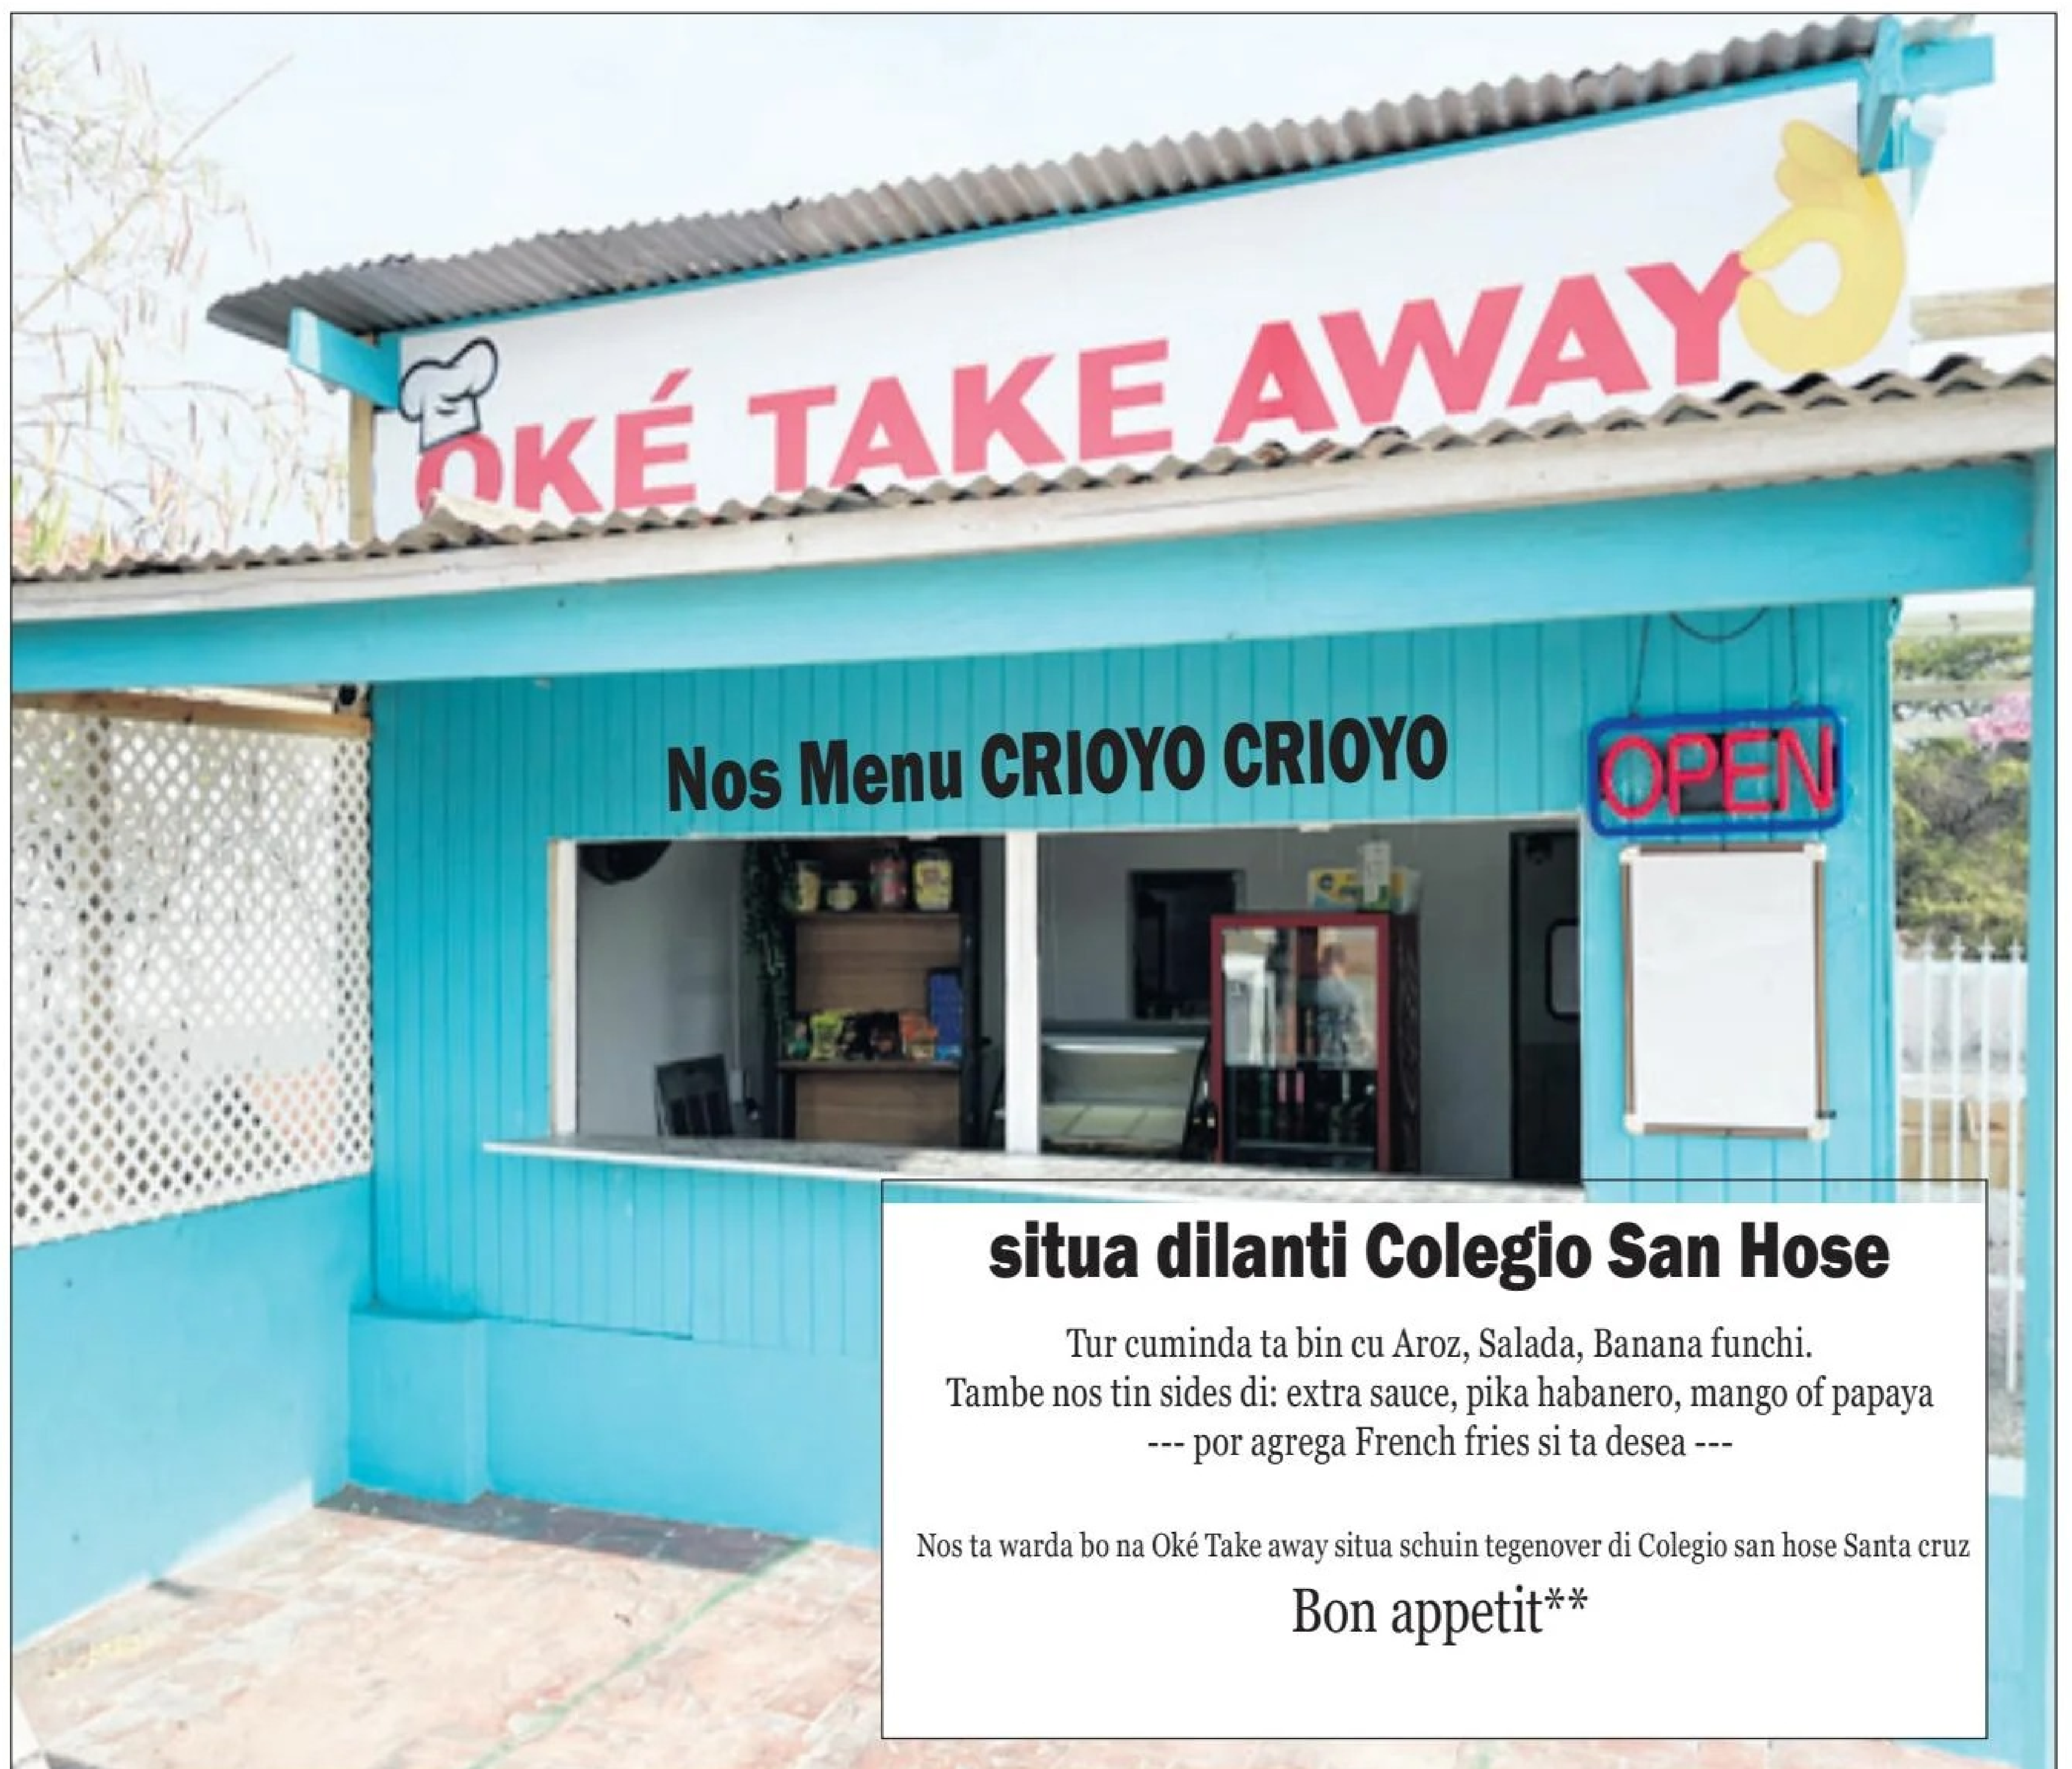 OKÉ TAKE AWAY
Nos Menu CRIOYO CRIOYO
OPEN
situa dilanti Colegio San Hose
Tur cuminda ta bin cu Aroz, Salada, Banana funchi.
Tambe nos tin sides di: extra sauce, pika habanero, mango of papaya
--- por agrega French fries si ta desea ---
Nos ta warda bo na Oké Take away situa schuin tegenover di Colegio san hose Santa cruz
Bon appetit**